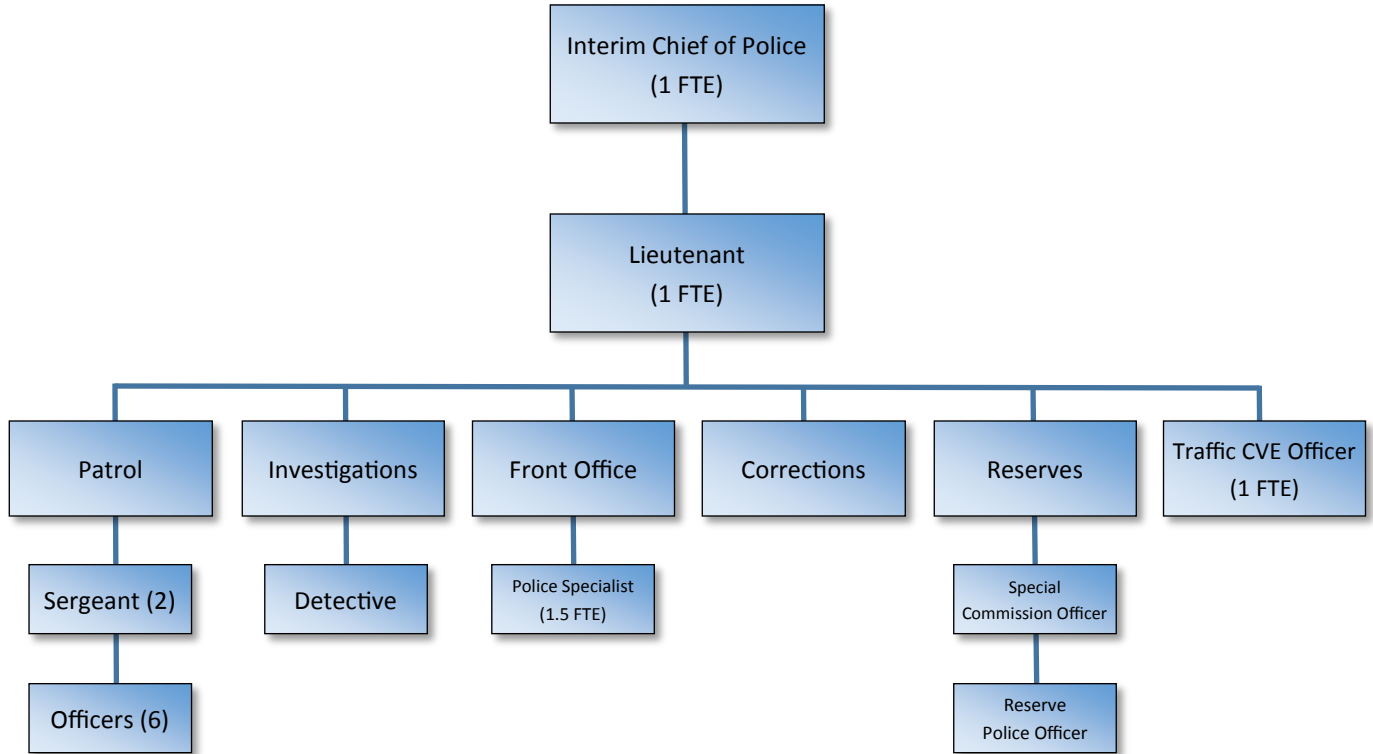 Interim Chief of Police
(1 FTE)
Lieutenant
(1 FTE)
Patrol
Investigations
Front Office
Corrections
Reserves
Traffic CVE Officer
(1 FTE)
Sergeant (2)
Detective
Police Specialist
(1.5 FTE)
Special
Commission Officer
Officers (6)
Reserve
Police Officer